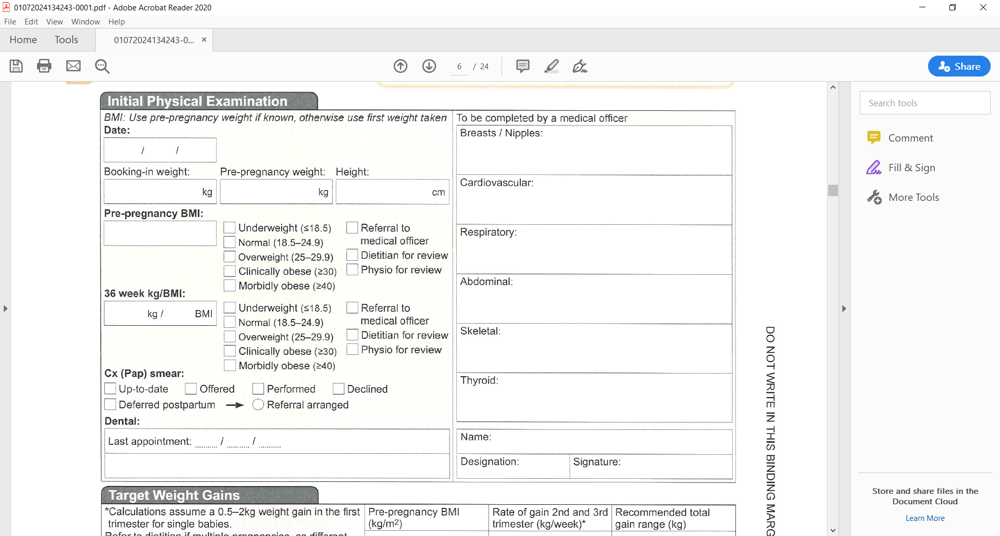 01072024134243-0001.pdf - Adobe Acrobat Reader 2020
File Edit View Window Help
Home Tools 01072024134243-0... ×
6 / 24
Share
Initial Physical Examination
BMI: Use pre-pregnancy weight if known, otherwise use first weight taken
Date:
/ /
Booking-in weight: Pre-pregnancy weight: Height:
kg kg cm
Pre-pregnancy BMI:
Underweight (≤18.5)
Normal (18.5–24.9)
Overweight (25–29.9)
Clinically obese (≥30)
Morbidly obese (≥40)
Referral to
medical officer
Dietitian for review
Physio for review
36 week kg/BMI:
kg / BMI
Underweight (≤18.5)
Normal (18.5–24.9)
Overweight (25–29.9)
Clinically obese (≥30)
Morbidly obese (≥40)
Referral to
medical officer
Dietitian for review
Physio for review
Cx (Pap) smear:
Up-to-date Offered Performed Declined
Deferred postpartum → Referral arranged
Dental:
Last appointment: .......... / .......... / ..........
To be completed by a medical officer
Breasts / Nipples:
Cardiovascular:
Respiratory:
Abdominal:
Skeletal:
Thyroid:
Name:
Designation: Signature:
Target Weight Gains
*Calculations assume a 0.5–2kg weight gain in the first
trimester for single babies.
Refer to dietitian if multiple pregnancies, as different
Pre-pregnancy BMI
(kg/m²)
Rate of gain 2nd and 3rd
trimester (kg/week)*
Recommended total
gain range (kg)
DO NOT WRITE IN THIS BINDING MARG
Search tools
Comment
Fill & Sign
More Tools
Store and share files in the
Document Cloud
Learn More